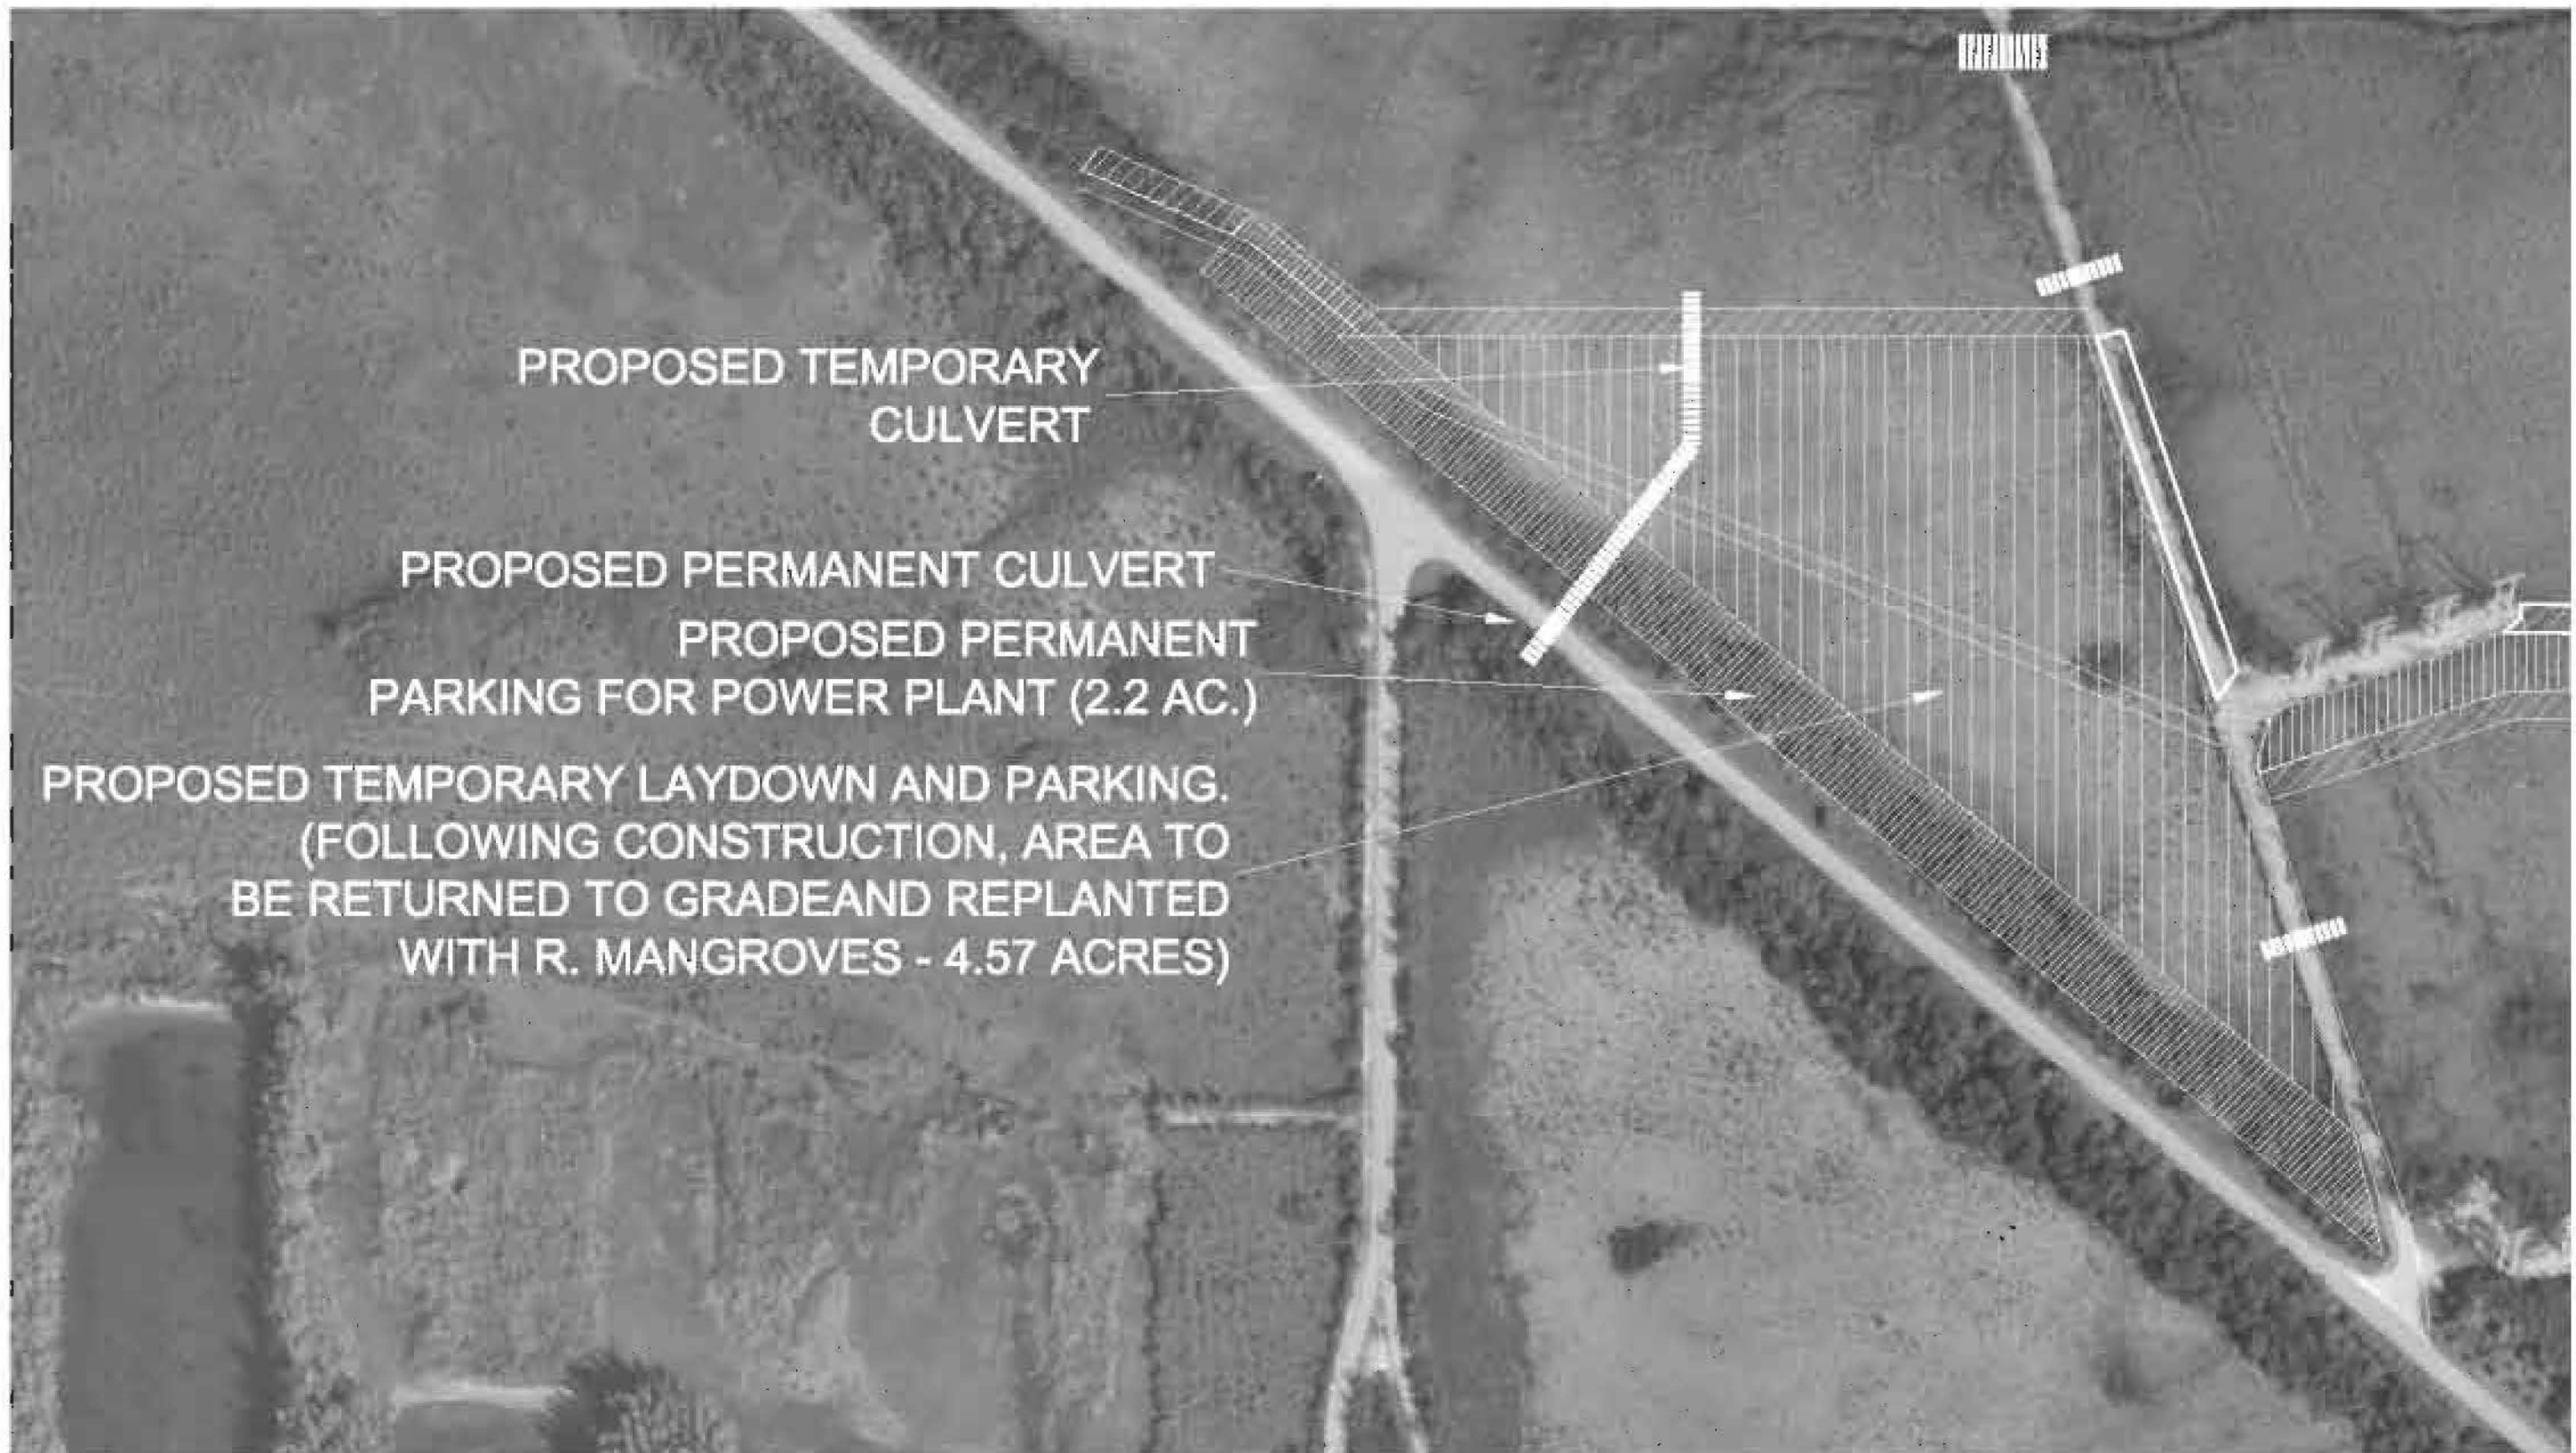 PROPOSED TEMPORARY
CULVERT
PROPOSED PERMANENT CULVERT
PROPOSED PERMANENT
PARKING FOR POWER PLANT (2.2 AC.)
PROPOSED TEMPORARY LAYDOWN AND PARKING.
(FOLLOWING CONSTRUCTION, AREA TO
BE RETURNED TO GRADEAND REPLANTED
WITH R. MANGROVES - 4.57 ACRES)